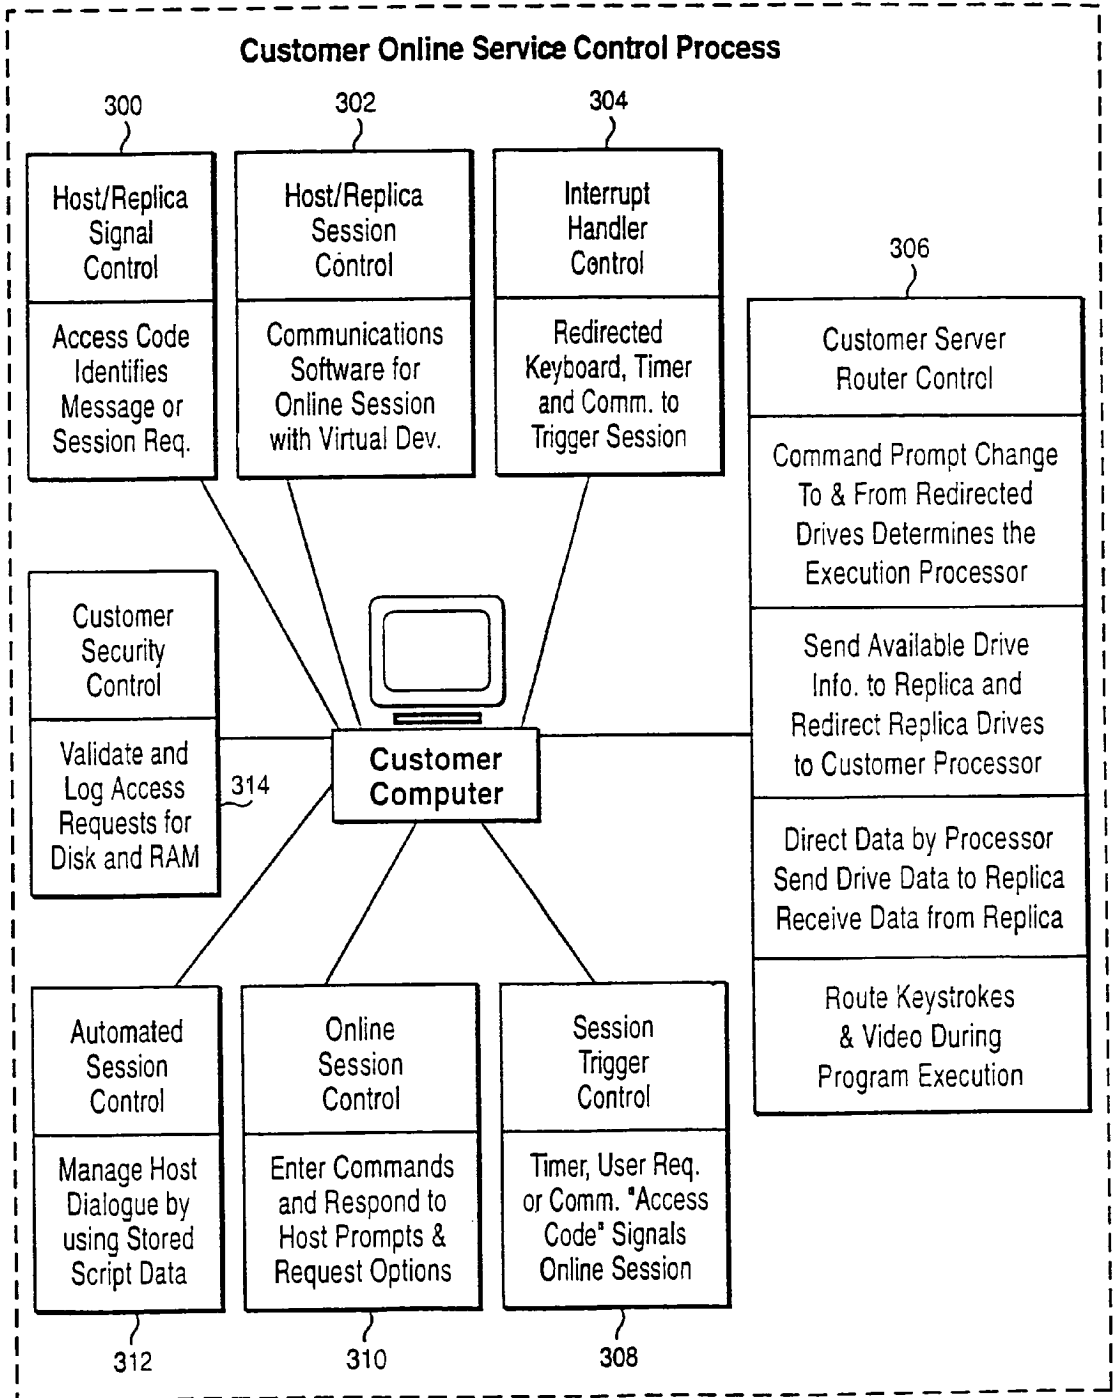 Customer Online Service Control Process
300
Host/Replica
Signal
Control
Access Code
Identifies
Message or
Session Req.
302
Host/Replica
Session
Control
Communications
Software for
Online Session
with Virtual Dev.
304
Interrupt
Handler
Control
Redirected
Keyboard, Timer
and Comm. to
Trigger Session
306
Customer Server
Router Control
Command Prompt Change
To & From Redirected
Drives Determines the
Execution Processor
Send Available Drive
Info. to Replica and
Redirect Replica Drives
to Customer Processor
Direct Data by Processor
Send Drive Data to Replica
Receive Data from Replica
Route Keystrokes
& Video During
Program Execution
Customer
Security
Control
Validate and
Log Access
Requests for
Disk and RAM
314
Customer
Computer
Automated
Session
Control
Manage Host
Dialogue by
using Stored
Script Data
312
Online
Session
Control
Enter Commands
and Respond to
Host Prompts &
Request Options
310
Session
Trigger
Control
Timer, User Req.
or Comm. "Access
Code" Signals
Online Session
308